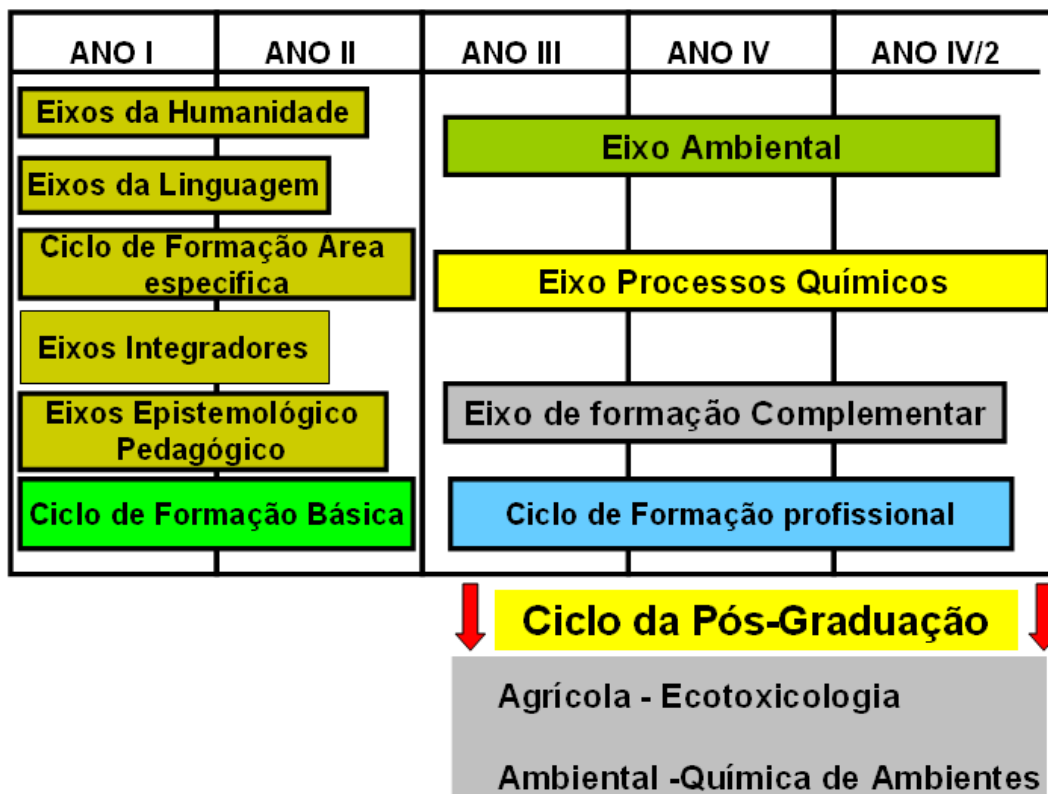 ANO I
ANO II
ANO III
ANO IV
ANO IV/2
Eixos da Humanidade
Eixos da Linguagem
Ciclo de Formação Área
especifica
Eixos Integradores
Eixos Epistemológico
Pedagógico
Ciclo de Formação Básica
Eixo Ambiental
Eixo Processos Químicos
Eixo de formação Complementar
Ciclo de Formação profissional
Ciclo da Pós-Graduação
Agrícola - Ecotoxicologia
Ambiental -Química de Ambientes